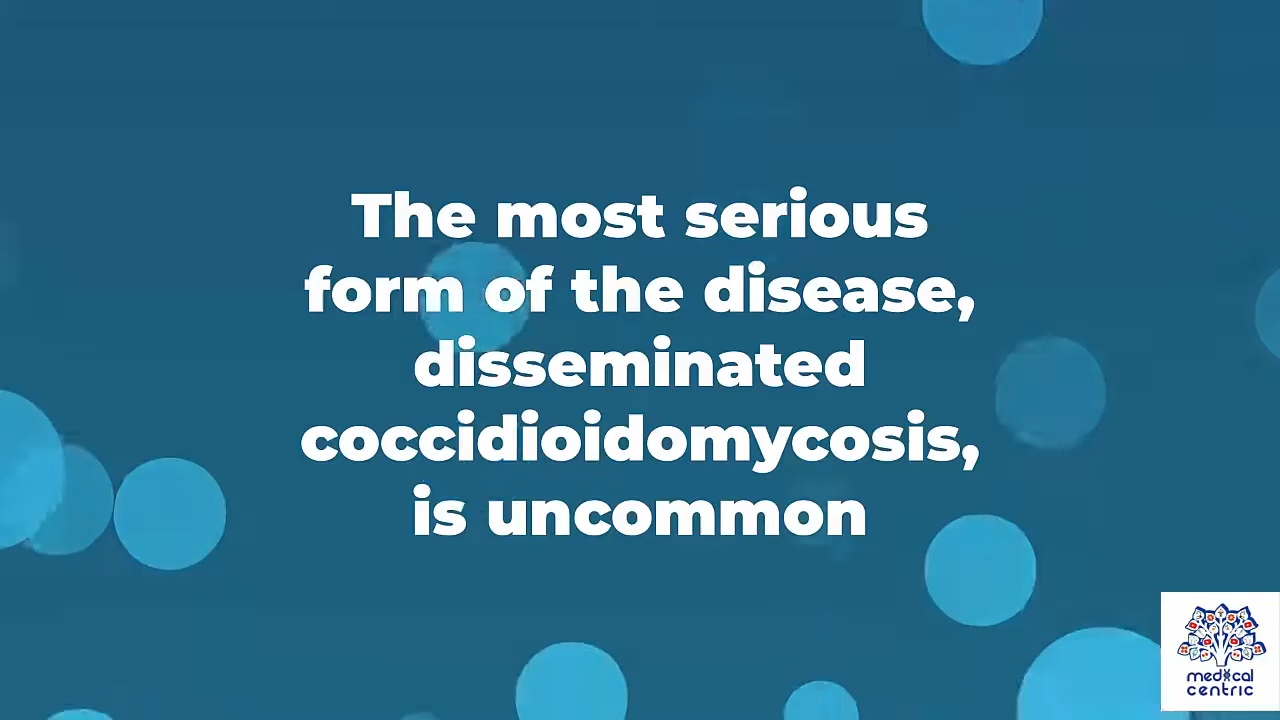 The most serious
form of the disease,
disseminated
coccidioidomycosis,
is uncommon
medical
centric